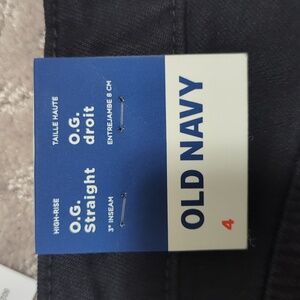 HIGH-RISE
O.G.
Straight
3" INSEAM
TAILLE HAUTE
O.G.
droit
ENTREJAMBE 8 CM
OLD NAVY
4